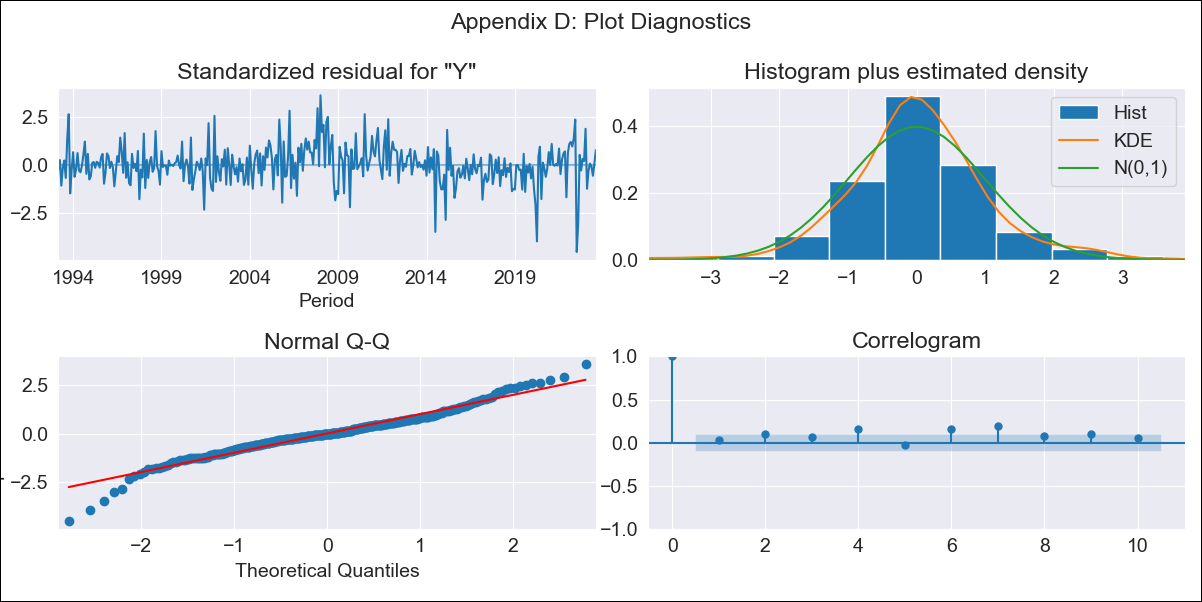 Appendix D: Plot Diagnostics
Standardized residual for "Y"
2.5
0.0
−2.5
1994 1999 2004 2009 2014 2019
Period
Histogram plus estimated density
0.4
0.2
0.0
Hist
KDE
N(0,1)
−3 −2 −1 0 1 2 3
Normal Q-Q
2.5
0.0
−2.5
−2 −1 0 1 2
Theoretical Quantiles
Correlogram
1.0
0.5
0.0
−0.5
−1.0
0 2 4 6 8 10